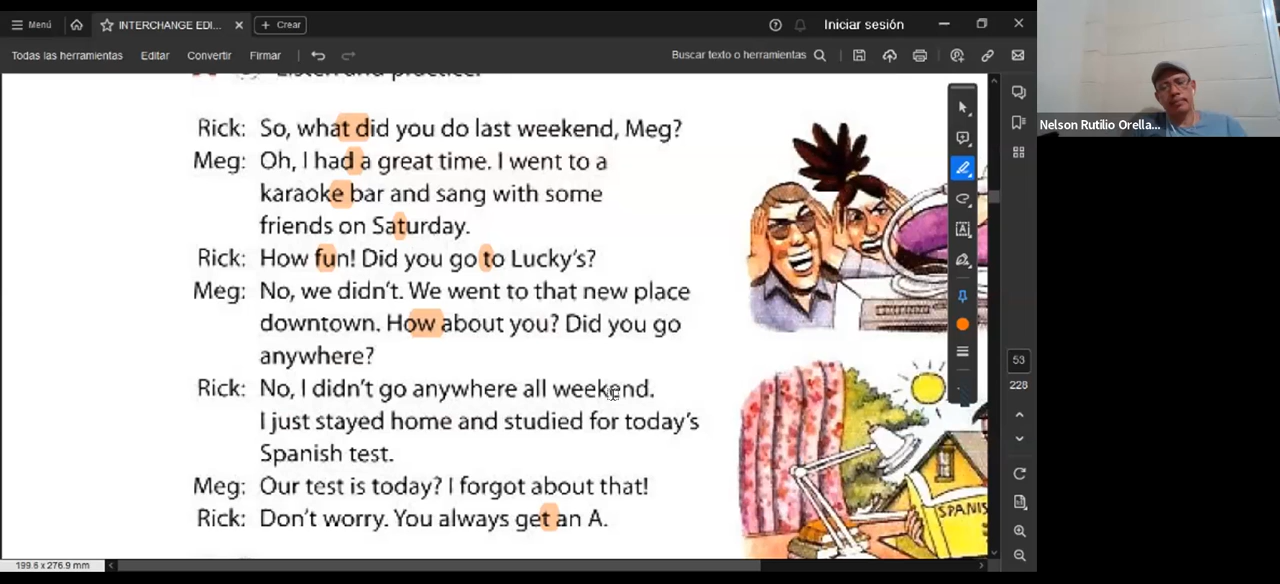 Menú
INTERCHANGE EDI...
Crear
Iniciar sesión
Todas las herramientas Editar Convertir Firmar
Buscar texto o herramientas
Listen and practice.
Rick: So, what did you do last weekend, Meg?
Meg: Oh, I had a great time. I went to a
karaoke bar and sang with some
friends on Saturday.
Rick: How fun! Did you go to Lucky's?
Meg: No, we didn't. We went to that new place
downtown. How about you? Did you go
anywhere?
Rick: No, I didn't go anywhere all weekend.
I just stayed home and studied for today's
Spanish test.
Meg: Our test is today? I forgot about that!
Rick: Don't worry. You always get an A.
SPANIS
53
228
199.6 x 276.9 mm
Nelson Rutilio Orella...